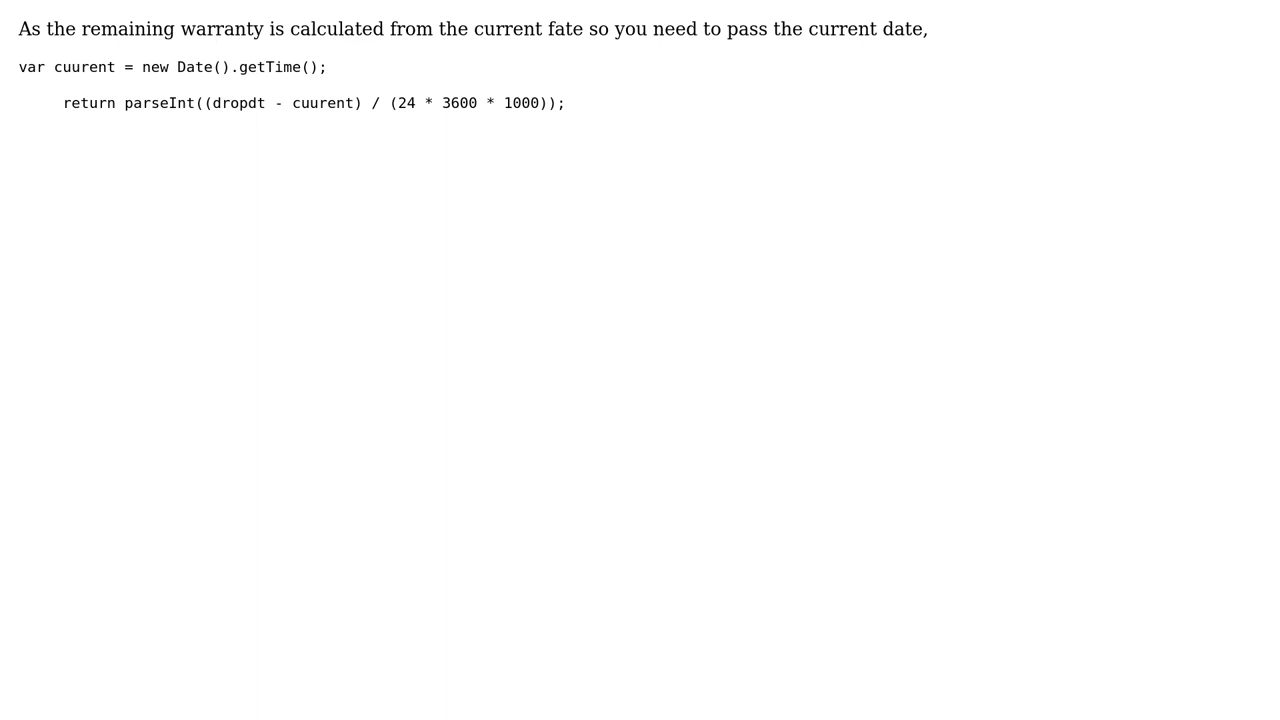 As the remaining warranty is calculated from the current fate so you need to pass the current date,
var cuurent = new Date().getTime();
return parseInt((dropdt - cuurent) / (24 * 3600 * 1000));